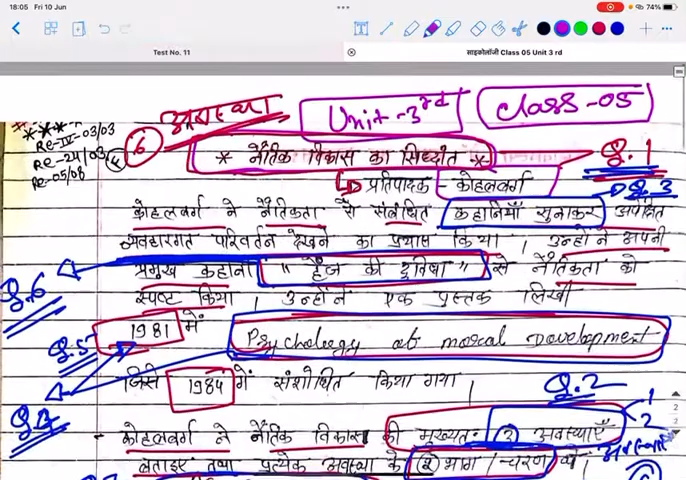 18:05 Fri 10 Jun
74%
Test No. 11
साइकोलॉजी Class 05 Unit 3 rd
अवस्था
Unit-3rd
Class-05
Re-IV-03/03
Re-24/03
Re-05/08
6
* नैतिक विकास का सिध्दांत *
Q.1
प्रतिपादक - कोहलबर्ग
Q.3
कोहलबर्ग ने नैतिकता से संबंधित कहानियाँ सुनाकर अपेक्षित
व्यवहारगत परिवर्तन देखने का प्रयास किया । उन्होंने अपनी
प्रमुख कहानी "हैंज की दुविधा" से नैतिकता को
Q.6
स्पष्ट किया । उन्होंने एक पुस्तक लिखी
1981 में
Q.5
Psychology of moral Development
जिसे 1984 में संशोधित किया गया ।
Q.2
Q.4
- कोहलबर्ग ने नैतिक विकास की मुख्यतः 3 अवस्थाएँ
1
2
बताइए तथा प्रत्येक अवस्था के 2 भाग / चरण